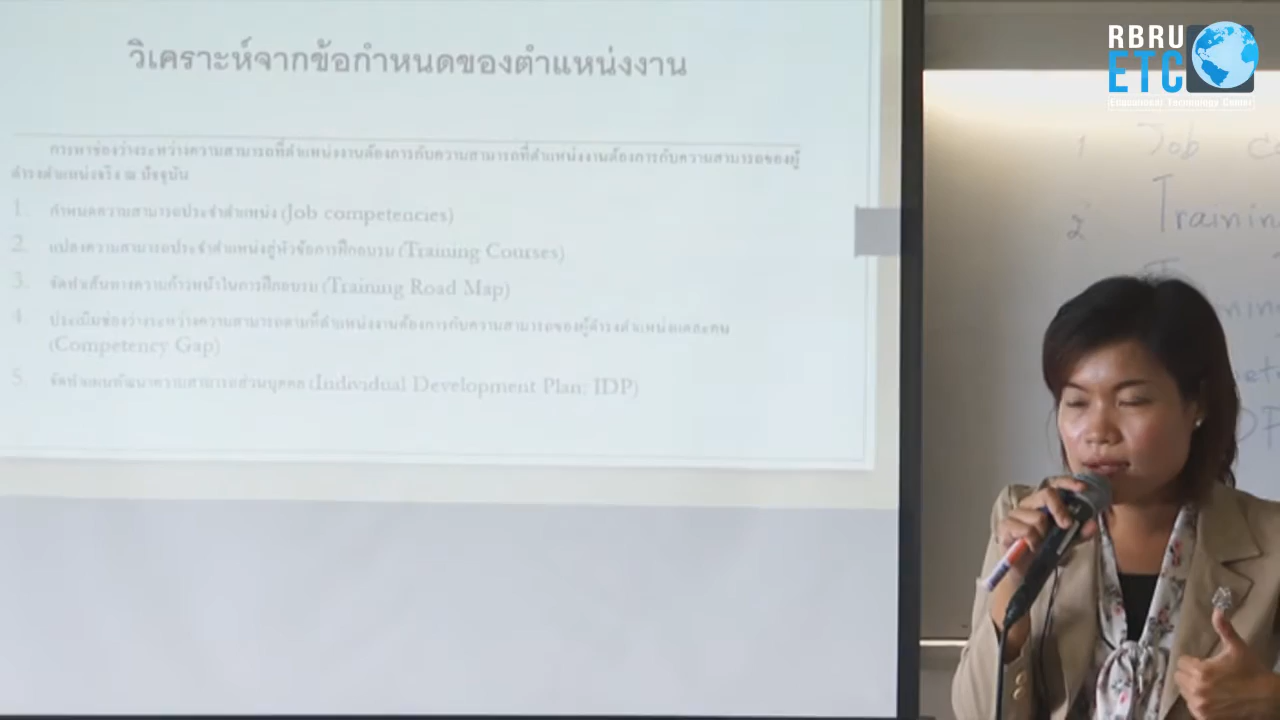 วิเคราะห์จากข้อกำหนดของตำแหน่งงาน
การหาช่องว่างระหว่างความสามารถที่ตำแหน่งงานต้องการกับความสามารถที่ตำแหน่งงานต้องการกับความสามารถของผู้
ดำรงตำแหน่งจริง ณ ปัจจุบัน
1. กำหนดความสามารถประจำตำแหน่ง (Job competencies)
2. แปลงความสามารถประจำตำแหน่งสู่หัวข้อการฝึกอบรม (Training Courses)
3. จัดทำเส้นทางความก้าวหน้าในการฝึกอบรม (Training Road Map)
4. ประเมินช่องว่างระหว่างความสามารถตามที่ตำแหน่งงานต้องการกับความสามารถของผู้ดำรงตำแหน่งแต่ละคน
(Competency Gap)
5. จัดทำแผนพัฒนาความสามารถส่วนบุคคล (Individual Development Plan: IDP)
RBRU
ETC
Educational Technology Center
1 Job
2 Trainin